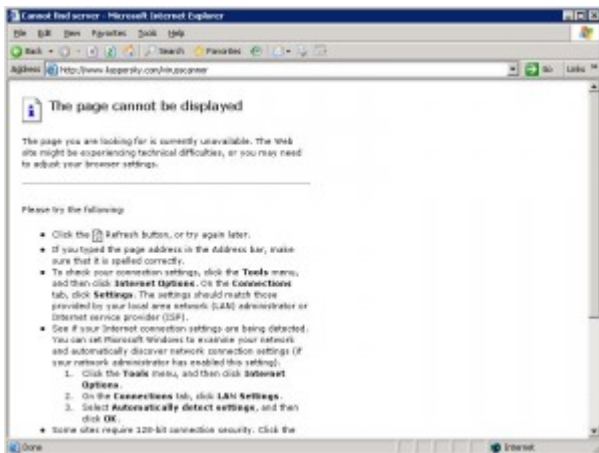 Cannot find server - Microsoft Internet Explorer
File Edit View Favorites Tools Help
Back Search Favorites
Address http://www.kaspersky.com/virusscanner Go Links »
The page cannot be displayed
The page you are looking for is currently unavailable. The Web
site might be experiencing technical difficulties, or you may need
to adjust your browser settings.
Please try the following:
Click the Refresh button, or try again later.
If you typed the page address in the Address bar, make
sure that it is spelled correctly.
To check your connection settings, click the Tools menu,
and then click Internet Options. On the Connections
tab, click Settings. The settings should match those
provided by your local area network (LAN) administrator or
Internet service provider (ISP).
See if your Internet connection settings are being detected.
You can set Microsoft Windows to examine your network
and automatically discover network connection settings (if
your network administrator has enabled this setting).
1. Click the Tools menu, and then click Internet
Options.
2. On the Connections tab, click LAN Settings.
3. Select Automatically detect settings, and then
click OK.
Some sites require 128-bit connection security. Click the
Done Internet